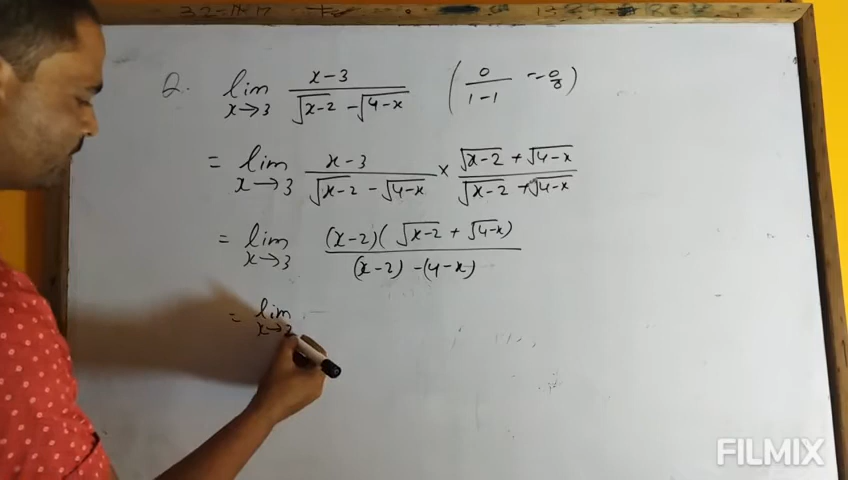 Q. lim x→3 (x-3)/(√(x-2) - √(4-x)) (0/(1-1) = 0/0)
= lim x→3 (x-3)/(√(x-2) - √(4-x)) × (√(x-2) + √(4-x))/(√(x-2) + √(4-x))
= lim x→3 (x-2)(√(x-2) + √(4-x))/((x-2) - (4-x))
= lim x→
FILMIX